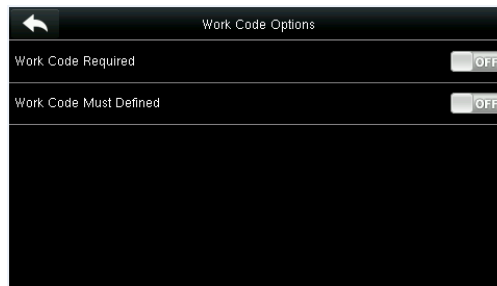 Work Code Options
Work Code Required OFF
Work Code Must Defined OFF